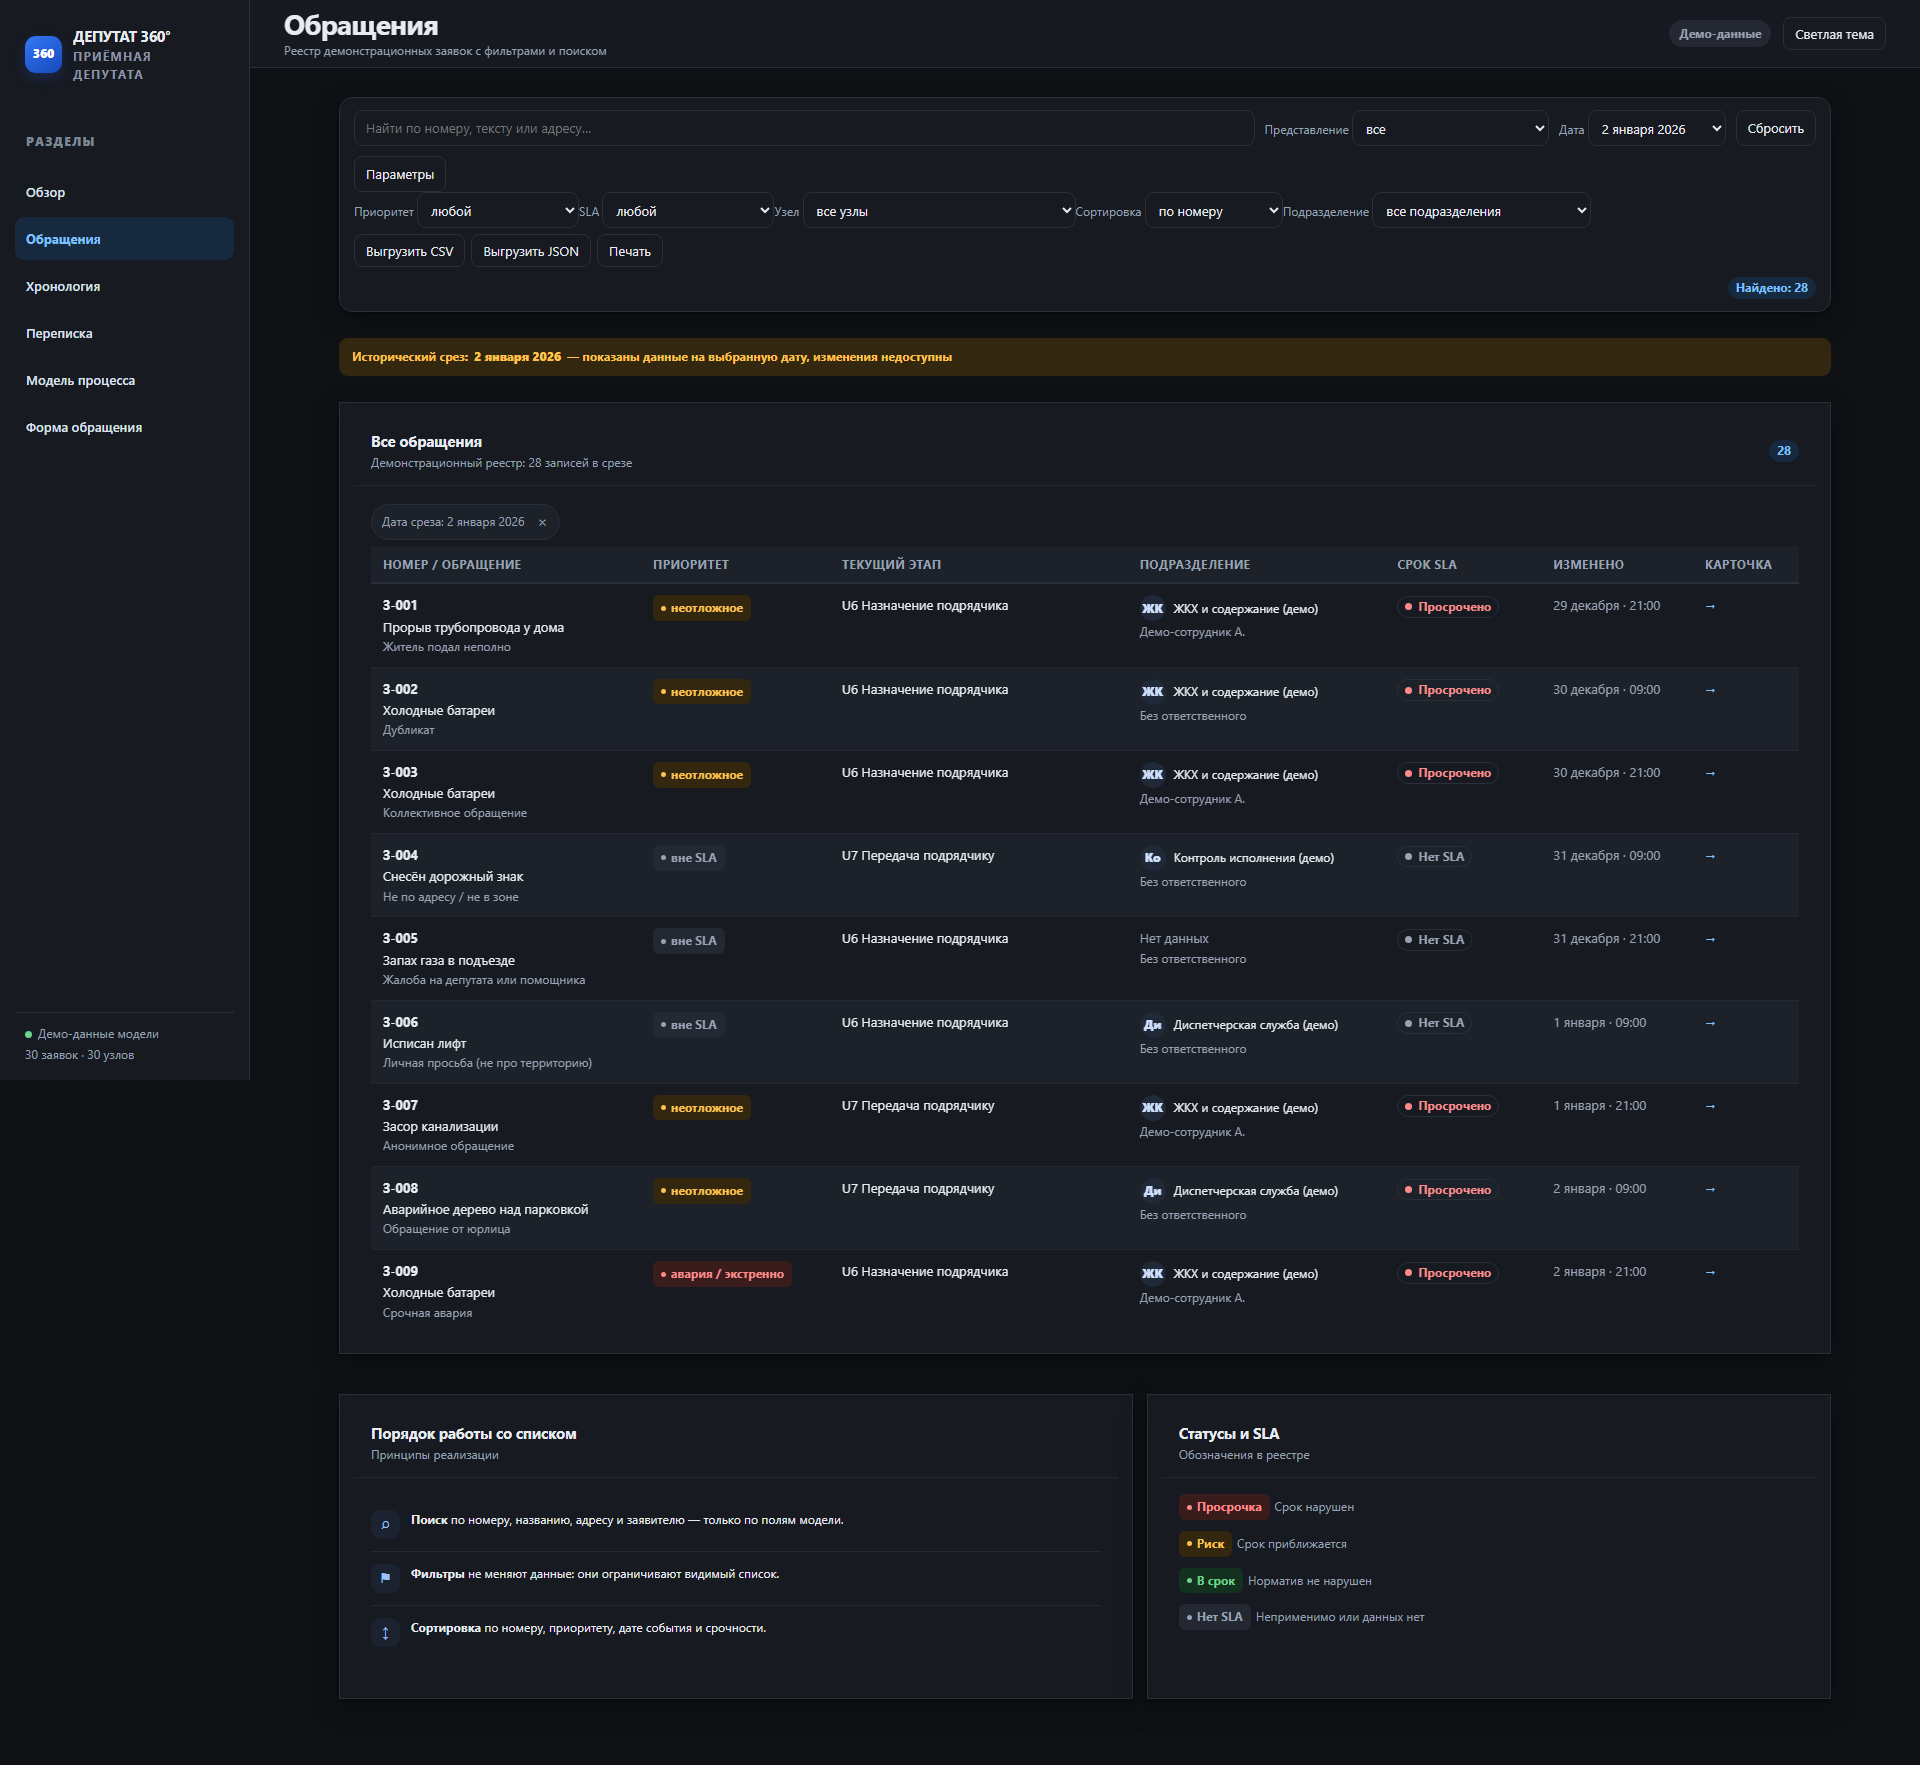 360
ДЕПУТАТ 360°
ПРИЁМНАЯ
ДЕПУТАТА
РАЗДЕЛЫ
Обзор
Обращения
Хронология
Переписка
Модель процесса
Форма обращения
Демо-данные модели
30 заявок · 30 узлов
Обращения
Реестр демонстрационных заявок с фильтрами и поиском
Демо-данные
Светлая тема
Найти по номеру, тексту или адресу...
Представление все
Дата 2 января 2026
Сбросить
Параметры
Приоритет любой SLA любой Узел все узлы Сортировка по номеру Подразделение все подразделения
Выгрузить CSV Выгрузить JSON Печать
Найдено: 28
Исторический срез: 2 января 2026 — показаны данные на выбранную дату, изменения недоступны
Все обращения
Демонстрационный реестр: 28 записей в срезе
28
Дата среза: 2 января 2026 ×
НОМЕР / ОБРАЩЕНИЕ ПРИОРИТЕТ ТЕКУЩИЙ ЭТАП ПОДРАЗДЕЛЕНИЕ СРОК SLA ИЗМЕНЕНО КАРТОЧКА
З-001 • неотложное U6 Назначение подрядчика ЖК ЖКХ и содержание (демо) Просрочено 29 декабря · 21:00 →
Прорыв трубопровода у дома Демо-сотрудник А.
Житель подал неполно
З-002 • неотложное U6 Назначение подрядчика ЖК ЖКХ и содержание (демо) Просрочено 30 декабря · 09:00 →
Холодные батареи Без ответственного
Дубликат
З-003 • неотложное U6 Назначение подрядчика ЖК ЖКХ и содержание (демо) Просрочено 30 декабря · 21:00 →
Холодные батареи Демо-сотрудник А.
Коллективное обращение
З-004 • вне SLA U7 Передача подрядчику Ко Контроль исполнения (демо) Нет SLA 31 декабря · 09:00 →
Снесён дорожный знак Без ответственного
Не по адресу / не в зоне
З-005 • вне SLA U6 Назначение подрядчика Нет данных Нет SLA 31 декабря · 21:00 →
Запах газа в подъезде Без ответственного
Жалоба на депутата или помощника
З-006 • вне SLA U6 Назначение подрядчика Ди Диспетчерская служба (демо) Нет SLA 1 января · 09:00 →
Исписан лифт Без ответственного
Личная просьба (не про территорию)
З-007 • неотложное U7 Передача подрядчику ЖК ЖКХ и содержание (демо) Просрочено 1 января · 21:00 →
Засор канализации Демо-сотрудник А.
Анонимное обращение
З-008 • неотложное U7 Передача подрядчику Ди Диспетчерская служба (демо) Просрочено 2 января · 09:00 →
Аварийное дерево над парковкой Без ответственного
Обращение от юрлица
З-009 • авария / экстренно U6 Назначение подрядчика ЖК ЖКХ и содержание (демо) Просрочено 2 января · 21:00 →
Холодные батареи Демо-сотрудник А.
Срочная авария
Порядок работы со списком
Принципы реализации
Поиск по номеру, названию, адресу и заявителю — только по полям модели.
Фильтры не меняют данные: они ограничивают видимый список.
Сортировка по номеру, приоритету, дате события и срочности.
Статусы и SLA
Обозначения в реестре
• Просрочка Срок нарушен
• Риск Срок приближается
• В срок Норматив не нарушен
• Нет SLA Неприменимо или данных нет